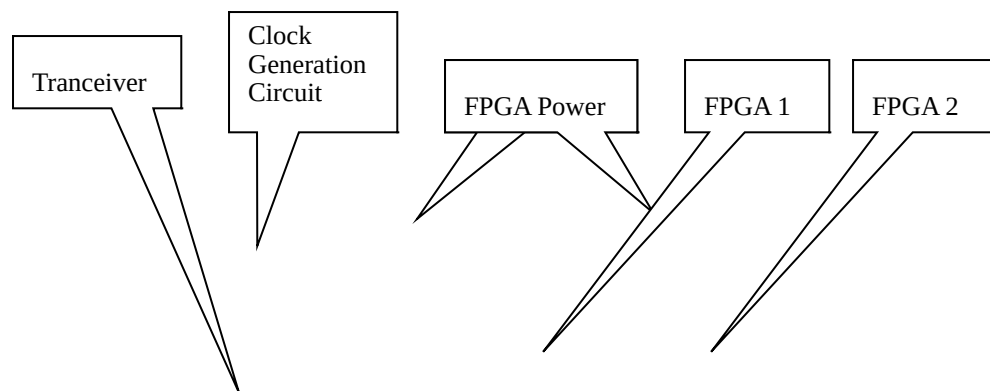 Tranceiver
Clock
Generation
Circuit
FPGA Power
FPGA 1
FPGA 2